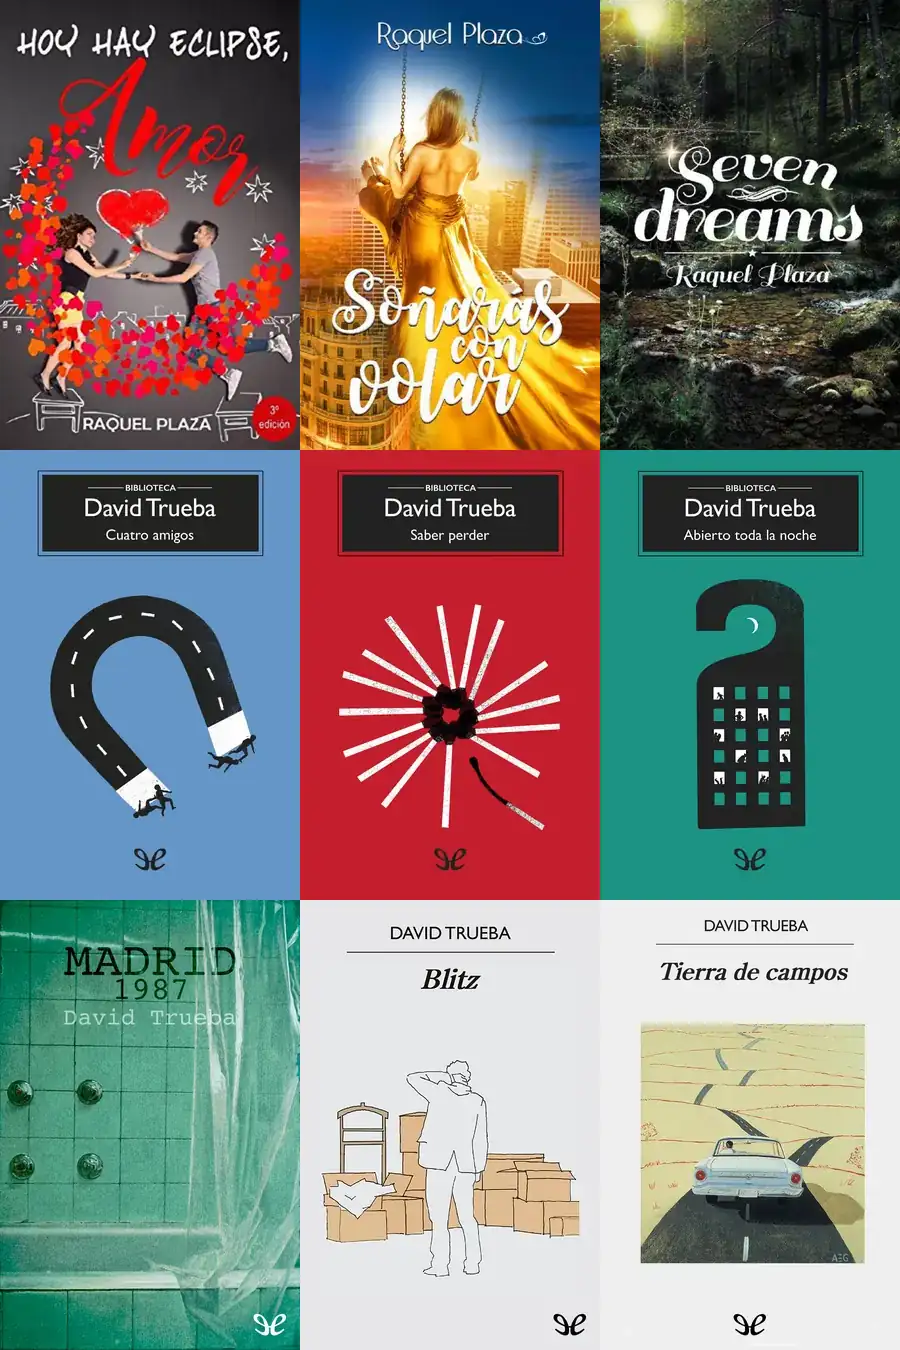 HOY HAY ECLIPSE,
Amor
RAQUEL PLAZA
3º
edición
Raquel Plaza
Soñarás
con
volar
Seven
dreams
Raquel Plaza
BIBLIOTECA
David Trueba
Cuatro amigos
BIBLIOTECA
David Trueba
Saber perder
BIBLIOTECA
David Trueba
Abierto toda la noche
MADRID
1987
David Trueba
DAVID TRUEBA
Blitz
DAVID TRUEBA
Tierra de campos
AEG